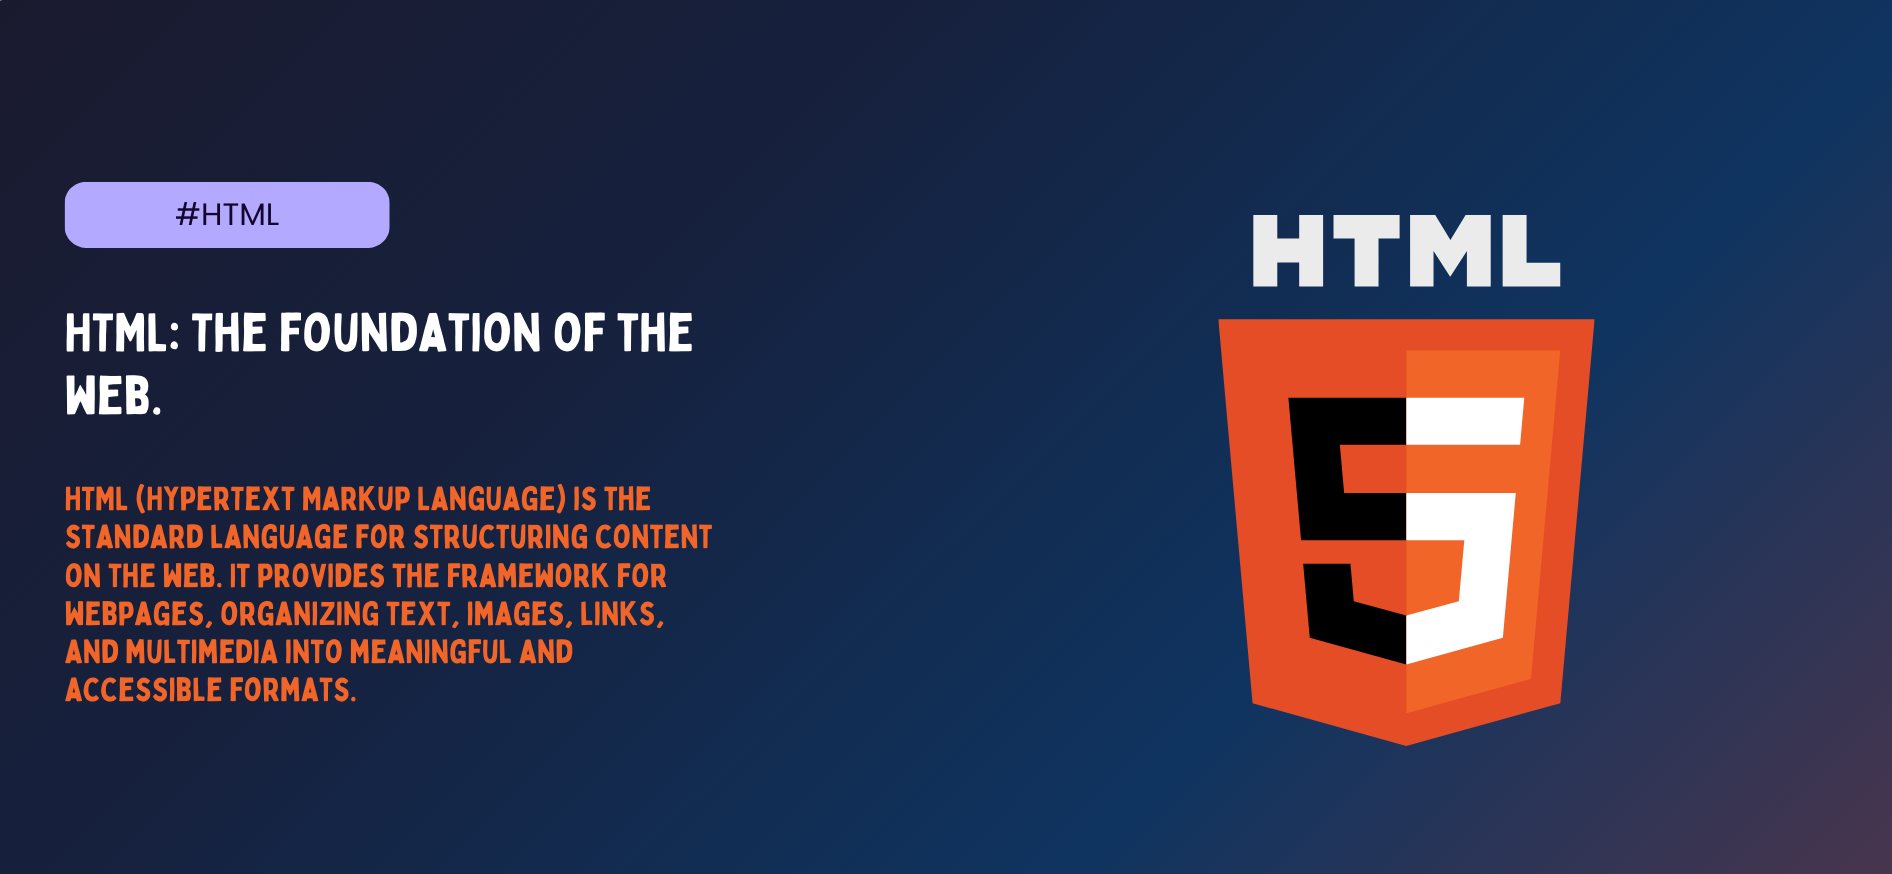 #HTML
HTML: THE FOUNDATION OF THE
WEB.
HTML (HYPERTEXT MARKUP LANGUAGE) IS THE
STANDARD LANGUAGE FOR STRUCTURING CONTENT
ON THE WEB. IT PROVIDES THE FRAMEWORK FOR
WEBPAGES, ORGANIZING TEXT, IMAGES, LINKS,
AND MULTIMEDIA INTO MEANINGFUL AND
ACCESSIBLE FORMATS.
HTML
5